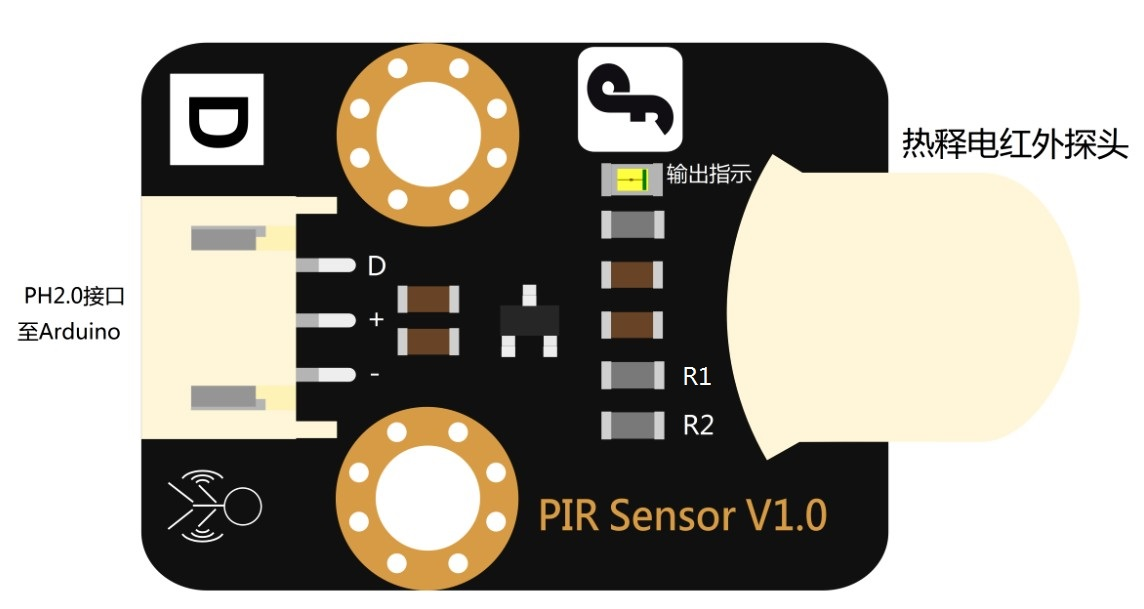 D
输出指示
热释电红外探头
PH2.0接口
至Arduino
D
+
-
R1
R2
PIR Sensor V1.0